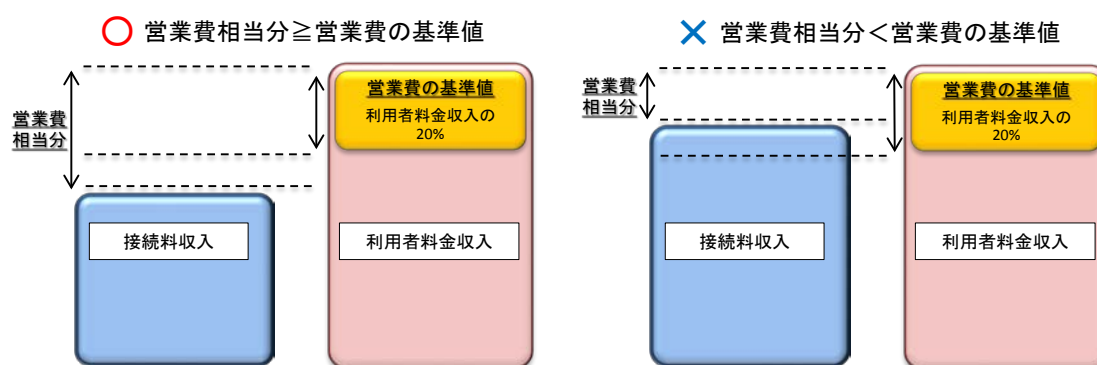 ○ 営業費相当分≧営業費の基準値
営業費
相当分
営業費の基準値
利用者料金収入の
20%
接続料収入
利用者料金収入
× 営業費相当分<営業費の基準値
営業費
相当分
営業費の基準値
利用者料金収入の
20%
接続料収入
利用者料金収入